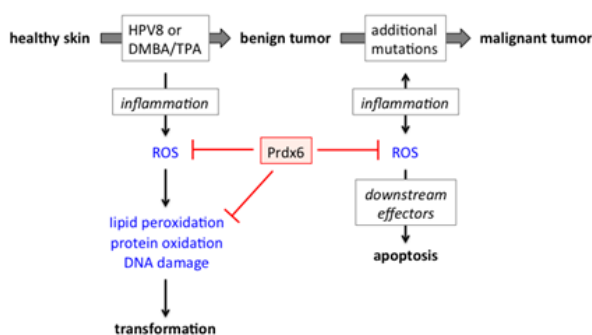 healthy skin
HPV8 or
DMBA/TPA
benign tumor
additional
mutations
malignant tumor
inflammation
inflammation
ROS
Prdx6
ROS
lipid peroxidation
protein oxidation
DNA damage
downstream
effectors
apoptosis
transformation